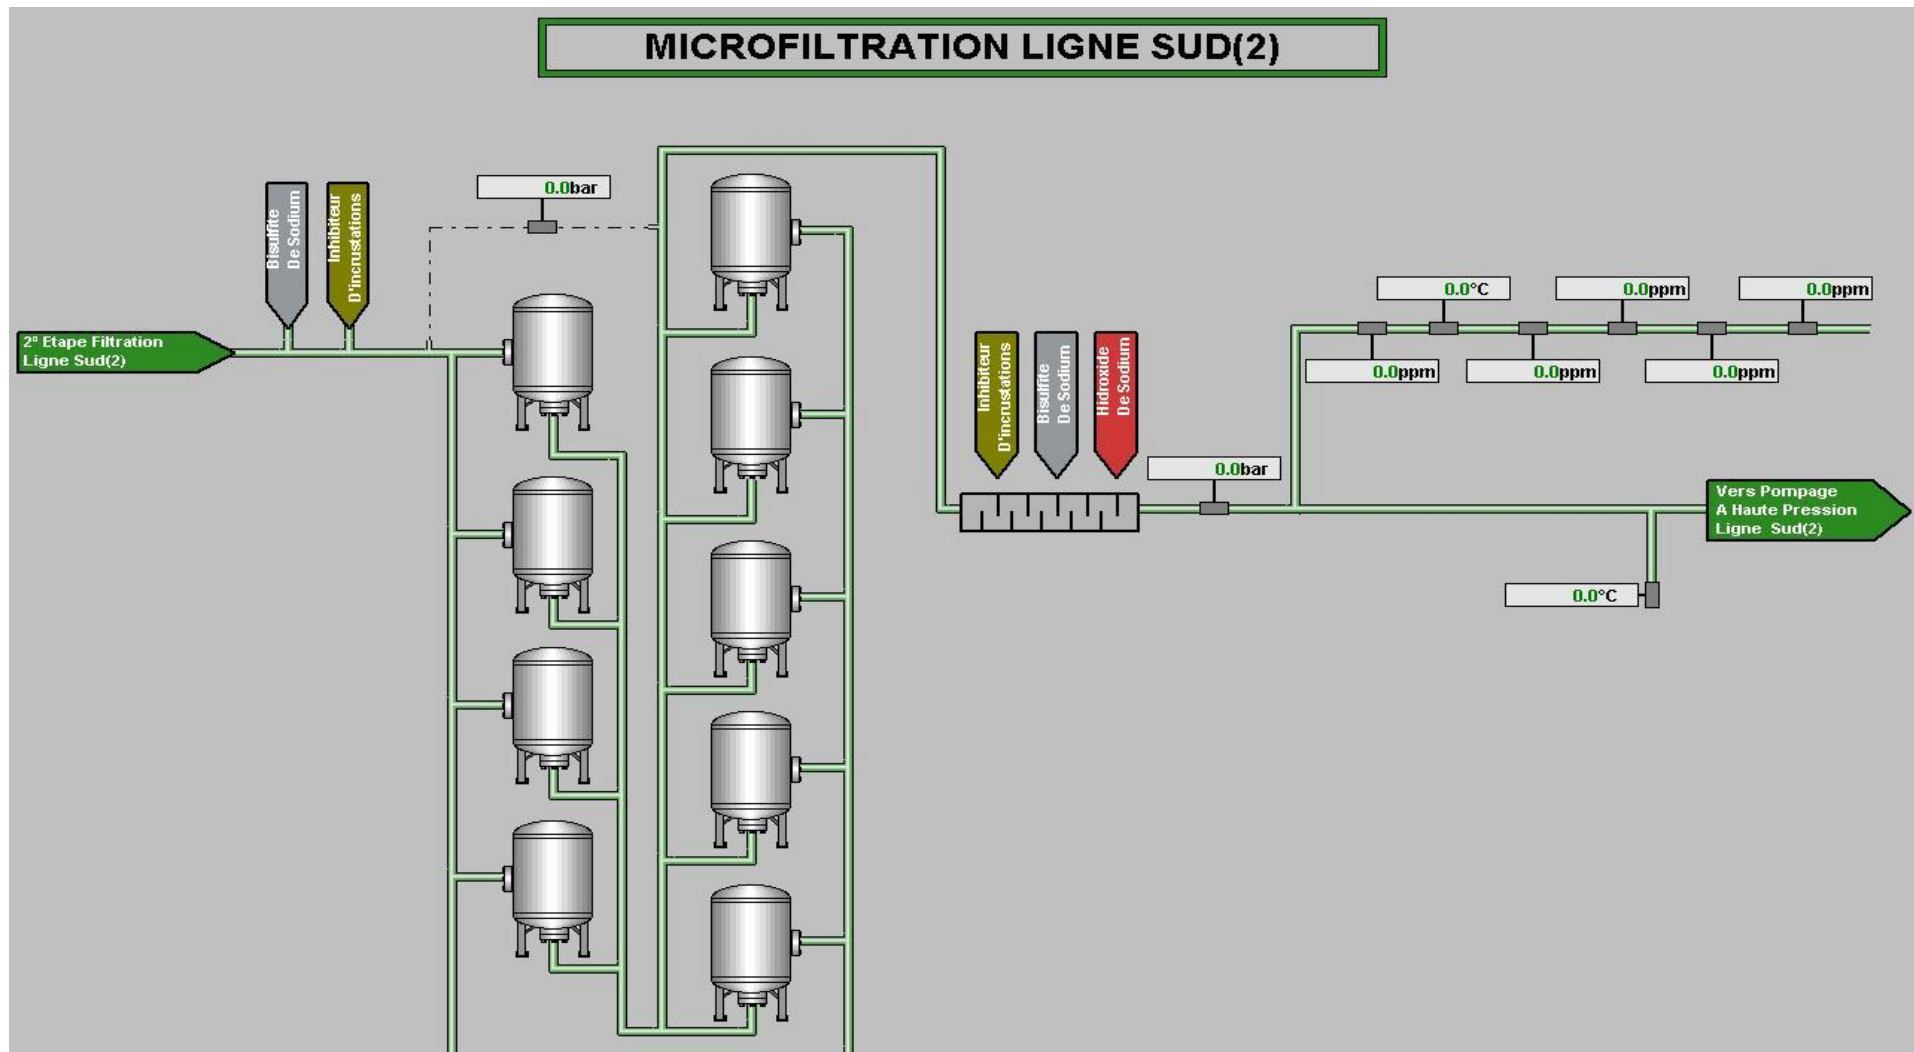 MICROFILTRATION LIGNE SUD(2)
Bisulfite
De Sodium
Inhibiteur
D'incrustations
0.0bar
2º Etape Filtration
Ligne Sud(2)
0.0°C
0.0ppm
0.0ppm
0.0ppm
0.0ppm
0.0ppm
Inhibiteur
D'incrustations
Bisulfite
De Sodium
Hidroxide
De Sodium
0.0bar
Vers Pompage
A Haute Pression
Ligne Sud(2)
0.0°C